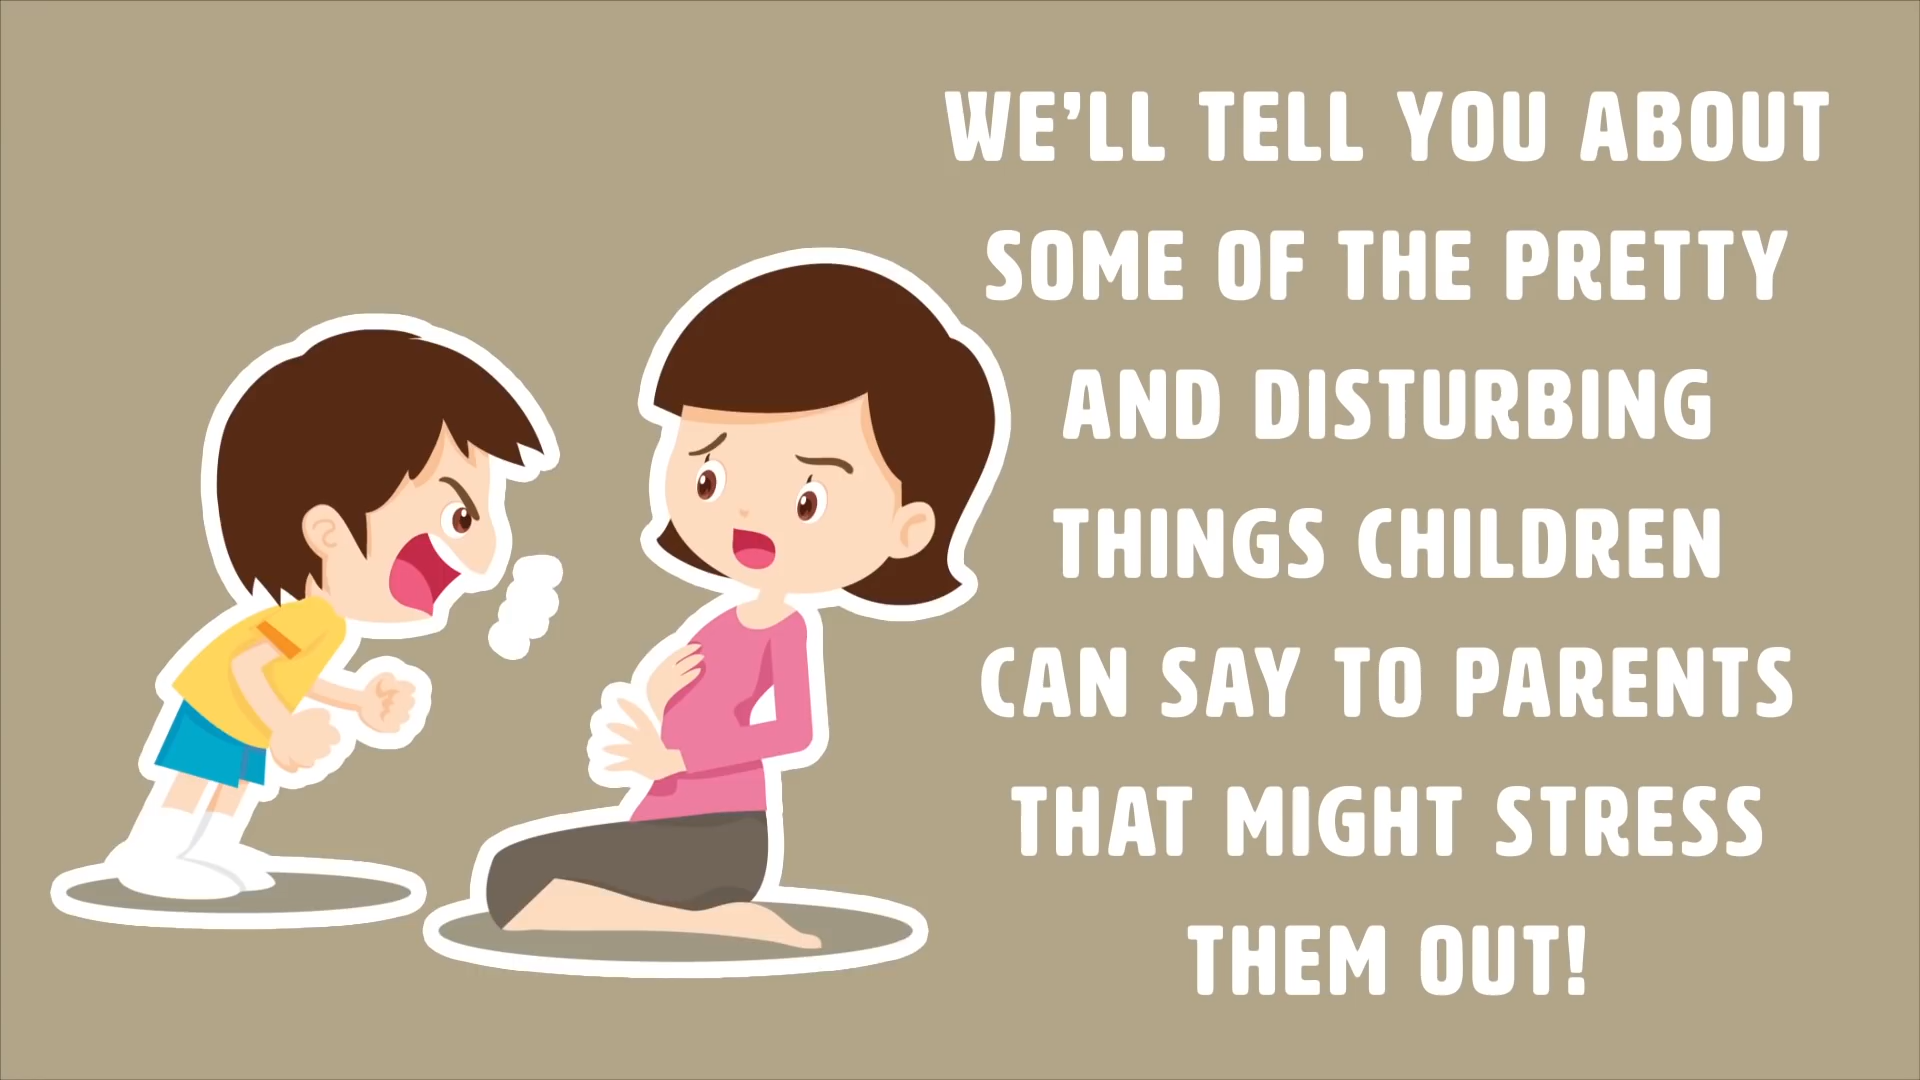 WE'LL TELL YOU ABOUT
SOME OF THE PRETTY
AND DISTURBING
THINGS CHILDREN
CAN SAY TO PARENTS
THAT MIGHT STRESS
THEM OUT!